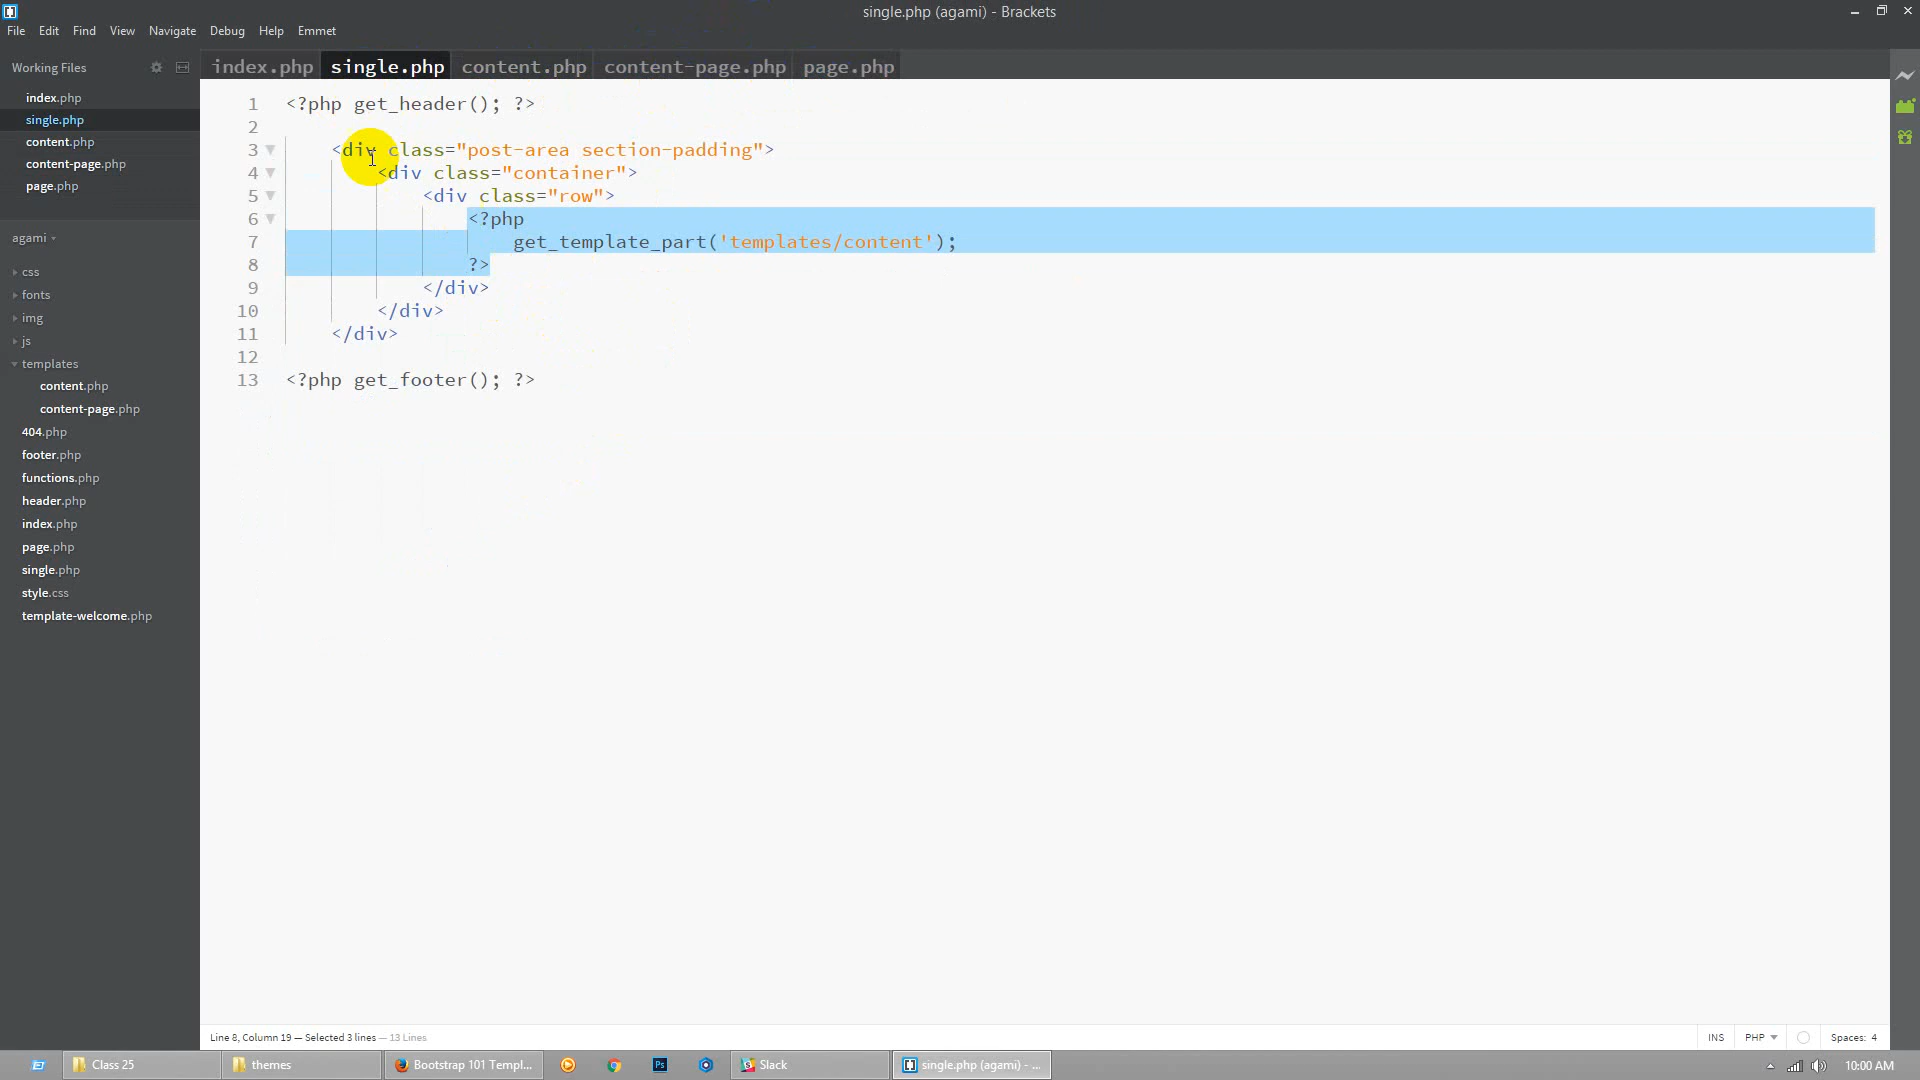 single.php (agami) - Brackets
File Edit Find View Navigate Debug Help Emmet
Working Files
index.php
single.php
content.php
content-page.php
page.php
agami
css
fonts
img
js
templates
content.php
content-page.php
404.php
footer.php
functions.php
header.php
index.php
page.php
single.php
style.css
template-welcome.php
index.php single.php content.php content-page.php page.php
1 <?php get_header(); ?>
2
3 <div class="post-area section-padding">
4 <div class="container">
5 <div class="row">
6 <?php
7 get_template_part('templates/content');
8 ?>
9 </div>
10 </div>
11 </div>
12
13 <?php get_footer(); ?>
Line 8, Column 19 — Selected 3 lines — 13 Lines
INS PHP Spaces: 4
Class 25 themes Bootstrap 101 Templ... Ps Slack single.php (agami) - ... 10:00 AM